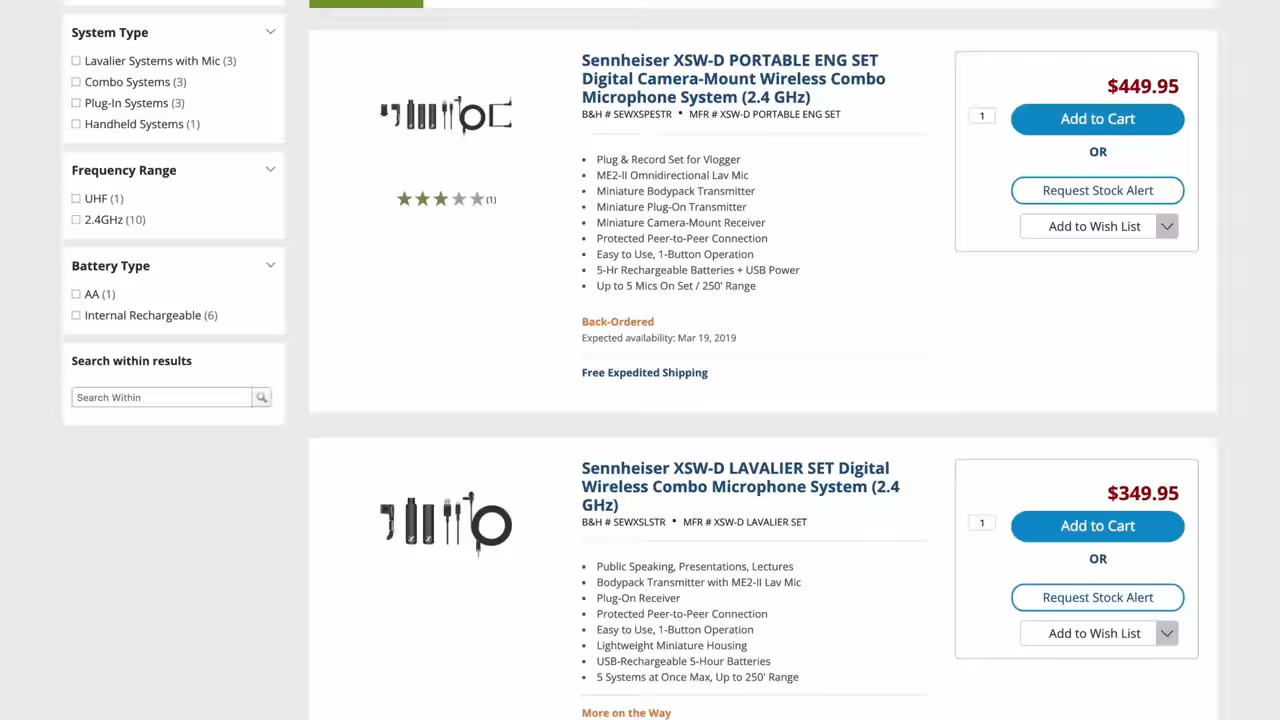 System Type
Lavalier Systems with Mic (3)
Combo Systems (3)
Plug-In Systems (3)
Handheld Systems (1)
Frequency Range
UHF (1)
2.4GHz (10)
Battery Type
AA (1)
Internal Rechargeable (6)
Search within results
Search Within
Sennheiser XSW-D PORTABLE ENG SET
Digital Camera-Mount Wireless Combo
Microphone System (2.4 GHz)
B&H # SEWXSPESTR • MFR # XSW-D PORTABLE ENG SET
(1)
• Plug & Record Set for Vlogger
• ME2-II Omnidirectional Lav Mic
• Miniature Bodypack Transmitter
• Miniature Plug-On Transmitter
• Miniature Camera-Mount Receiver
• Protected Peer-to-Peer Connection
• Easy to Use, 1-Button Operation
• 5-Hr Rechargeable Batteries + USB Power
• Up to 5 Mics On Set / 250' Range
Back-Ordered
Expected availability: Mar 19, 2019
Free Expedited Shipping
$449.95
1
Add to Cart
OR
Request Stock Alert
Add to Wish List
Sennheiser XSW-D LAVALIER SET Digital
Wireless Combo Microphone System (2.4
GHz)
B&H # SEWXSLSTR • MFR # XSW-D LAVALIER SET
• Public Speaking, Presentations, Lectures
• Bodypack Transmitter with ME2-II Lav Mic
• Plug-On Receiver
• Protected Peer-to-Peer Connection
• Easy to Use, 1-Button Operation
• Lightweight Miniature Housing
• USB-Rechargeable 5-Hour Batteries
• 5 Systems at Once Max, Up to 250' Range
More on the Way
$349.95
1
Add to Cart
OR
Request Stock Alert
Add to Wish List